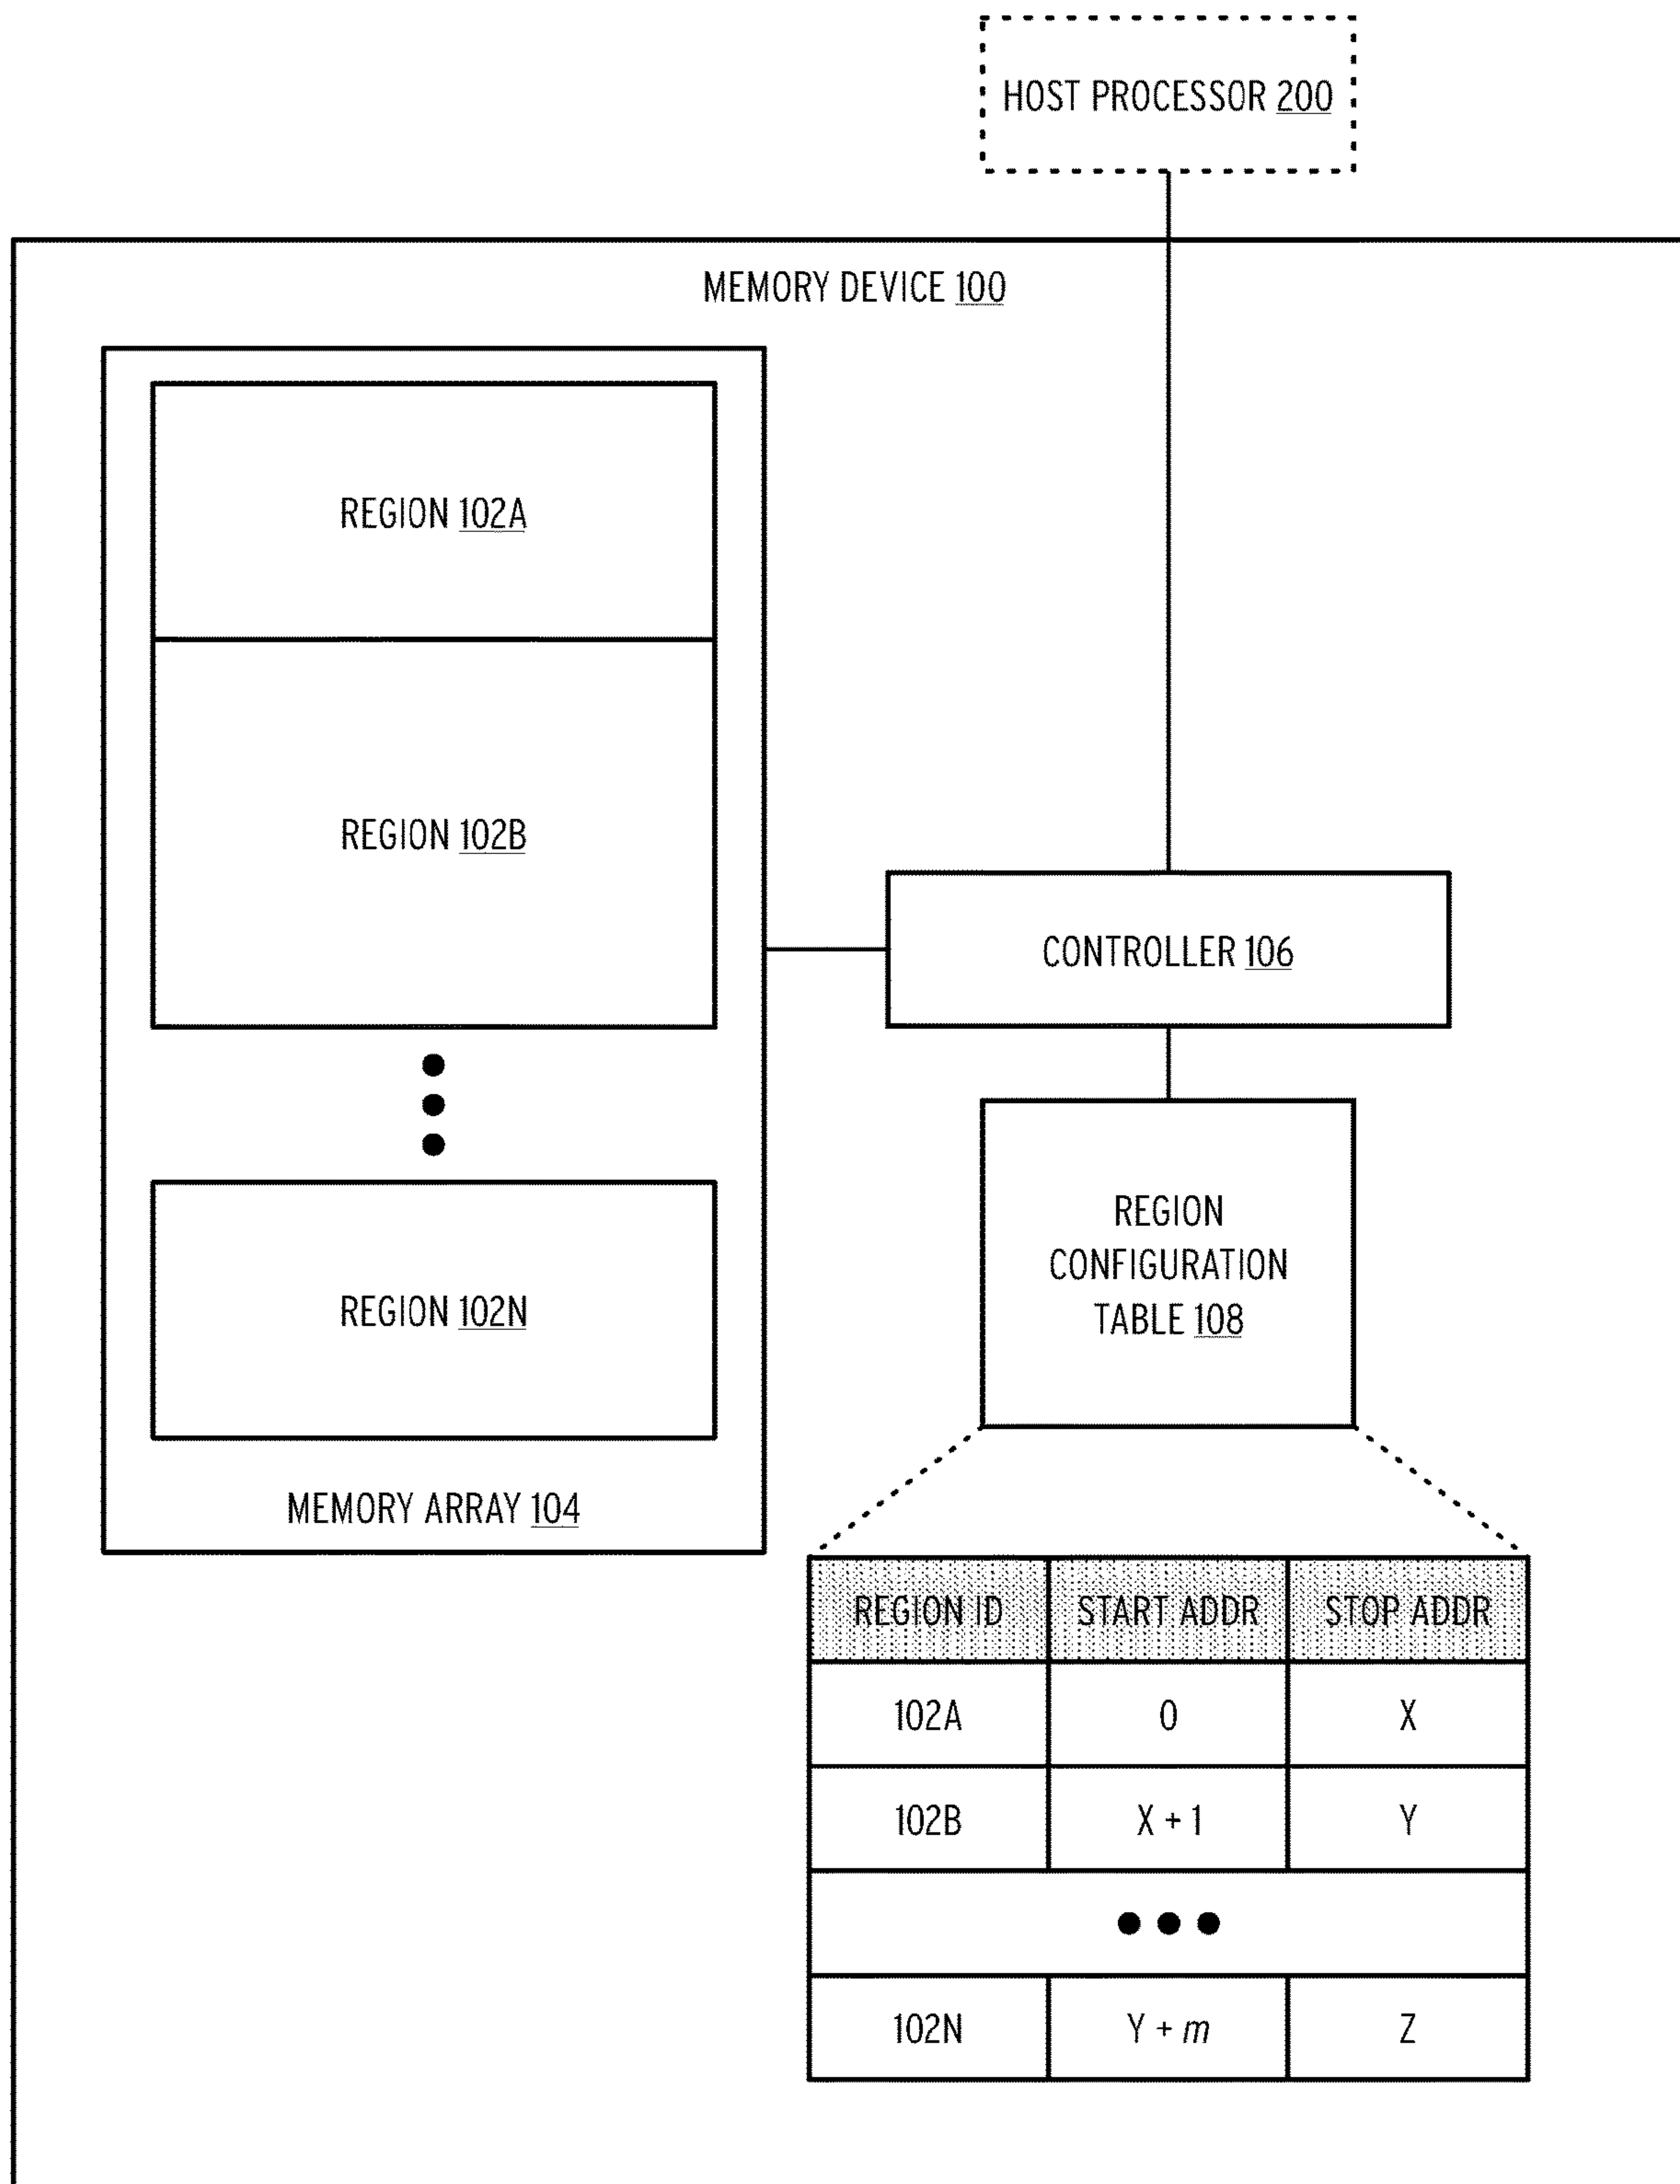 HOST PROCESSOR 200
MEMORY DEVICE 100
REGION 102A
REGION 102B
REGION 102N
MEMORY ARRAY 104
CONTROLLER 106
REGION
CONFIGURATION
TABLE 108
REGION ID START ADDR STOP ADDR
102A 0 X
102B X + 1 Y
102N Y + m Z